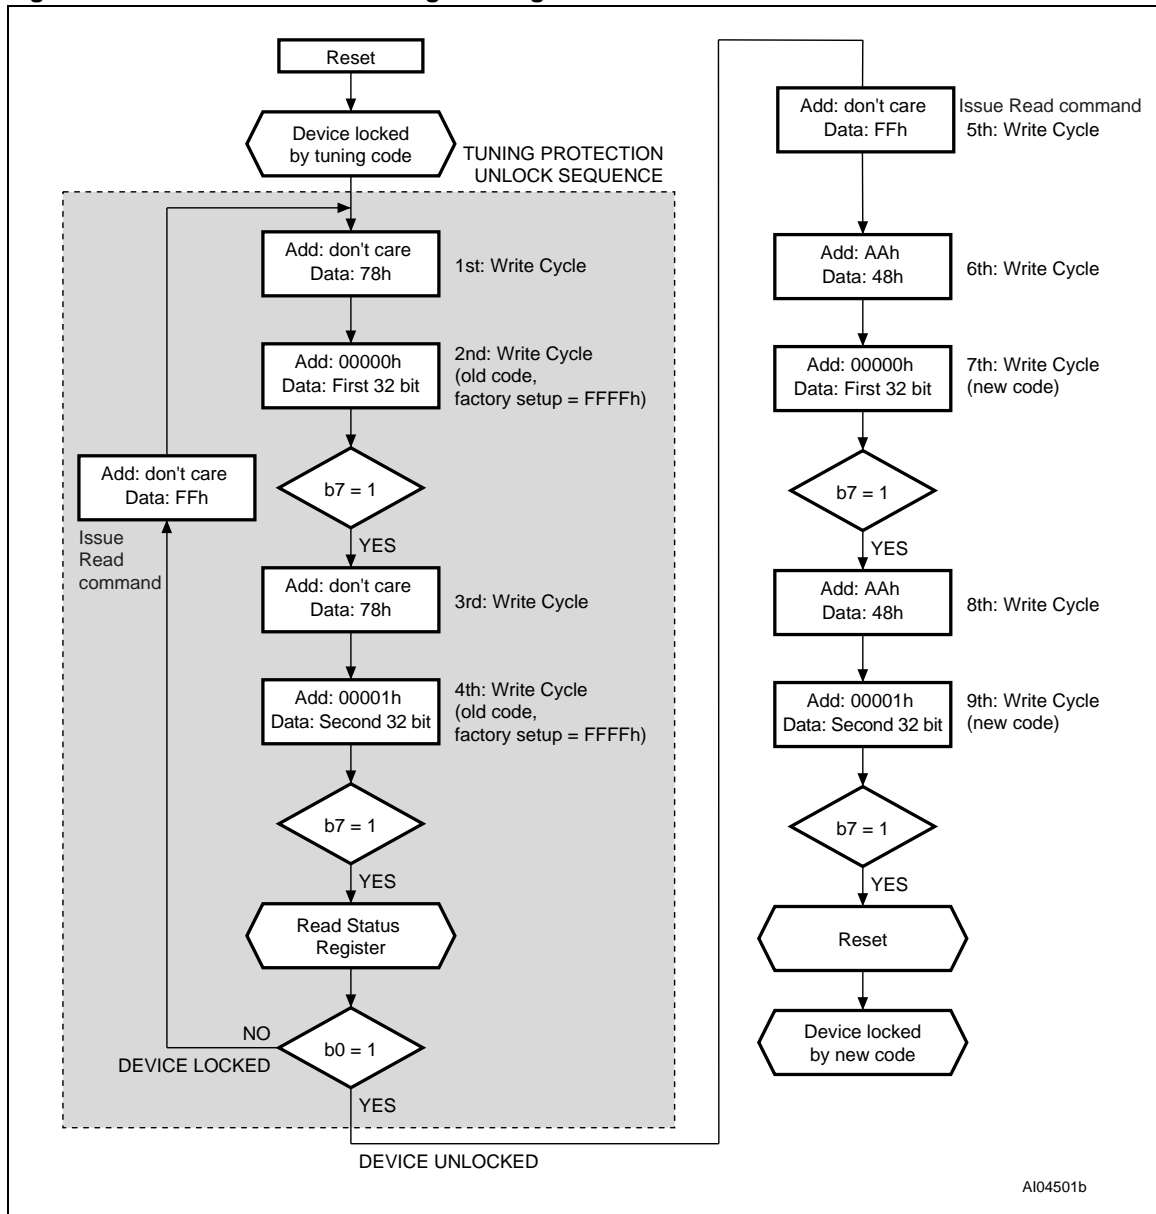 Reset
Device locked
by tuning code
TUNING PROTECTION
UNLOCK SEQUENCE
Add: don't care
Data: 78h
1st: Write Cycle
Add: 00000h
Data: First 32 bit
2nd: Write Cycle
(old code,
factory setup = FFFFh)
b7 = 1
YES
Add: don't care
Data: FFh
Issue
Read
command
Add: don't care
Data: 78h
3rd: Write Cycle
Add: 00001h
Data: Second 32 bit
4th: Write Cycle
(old code,
factory setup = FFFFh)
b7 = 1
YES
Read Status
Register
b0 = 1
NO
DEVICE LOCKED
YES
DEVICE UNLOCKED
Add: don't care
Data: FFh
Issue Read command
5th: Write Cycle
Add: AAh
Data: 48h
6th: Write Cycle
Add: 00000h
Data: First 32 bit
7th: Write Cycle
(new code)
b7 = 1
YES
Add: AAh
Data: 48h
8th: Write Cycle
Add: 00001h
Data: Second 32 bit
9th: Write Cycle
(new code)
b7 = 1
YES
Reset
Device locked
by new code
AI04501b